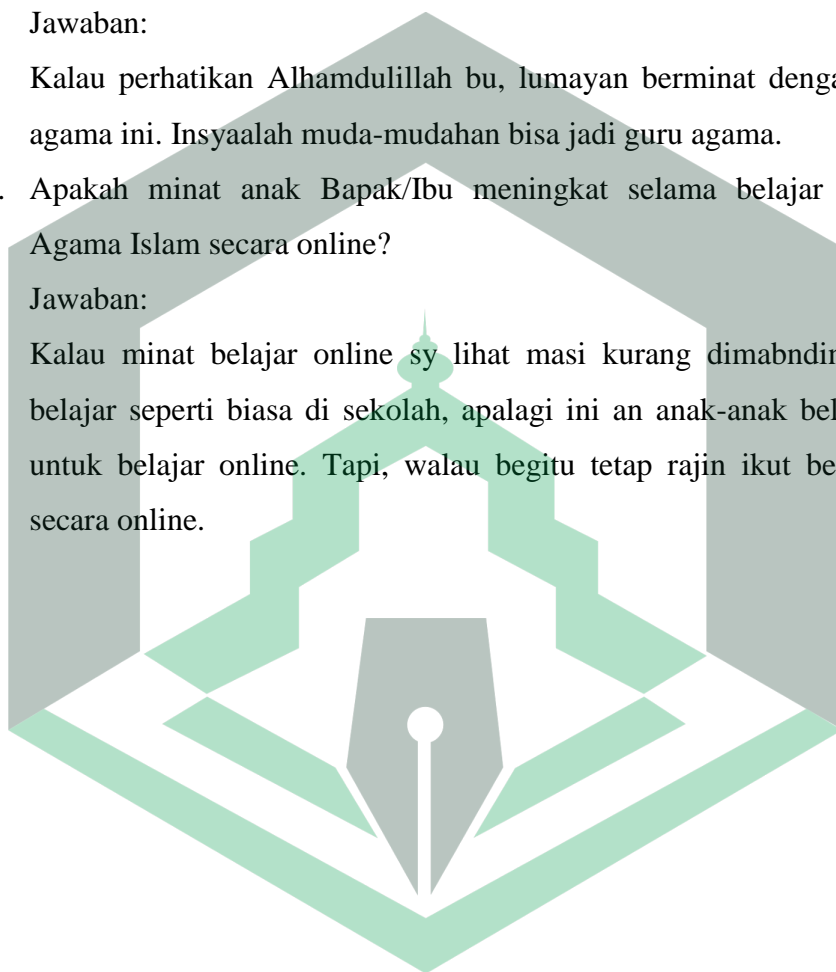 Jawaban:
Kalau perhatikan Alhamdulillah bu, lumayan berminat denga
agama ini. Insyaalah muda-mudahan bisa jadi guru agama.
. Apakah minat anak Bapak/Ibu meningkat selama belajar
Agama Islam secara online?
Jawaban:
Kalau minat belajar online sy lihat masi kurang dimabndin
belajar seperti biasa di sekolah, apalagi ini an anak-anak bel
untuk belajar online. Tapi, walau begitu tetap rajin ikut be
secara online.